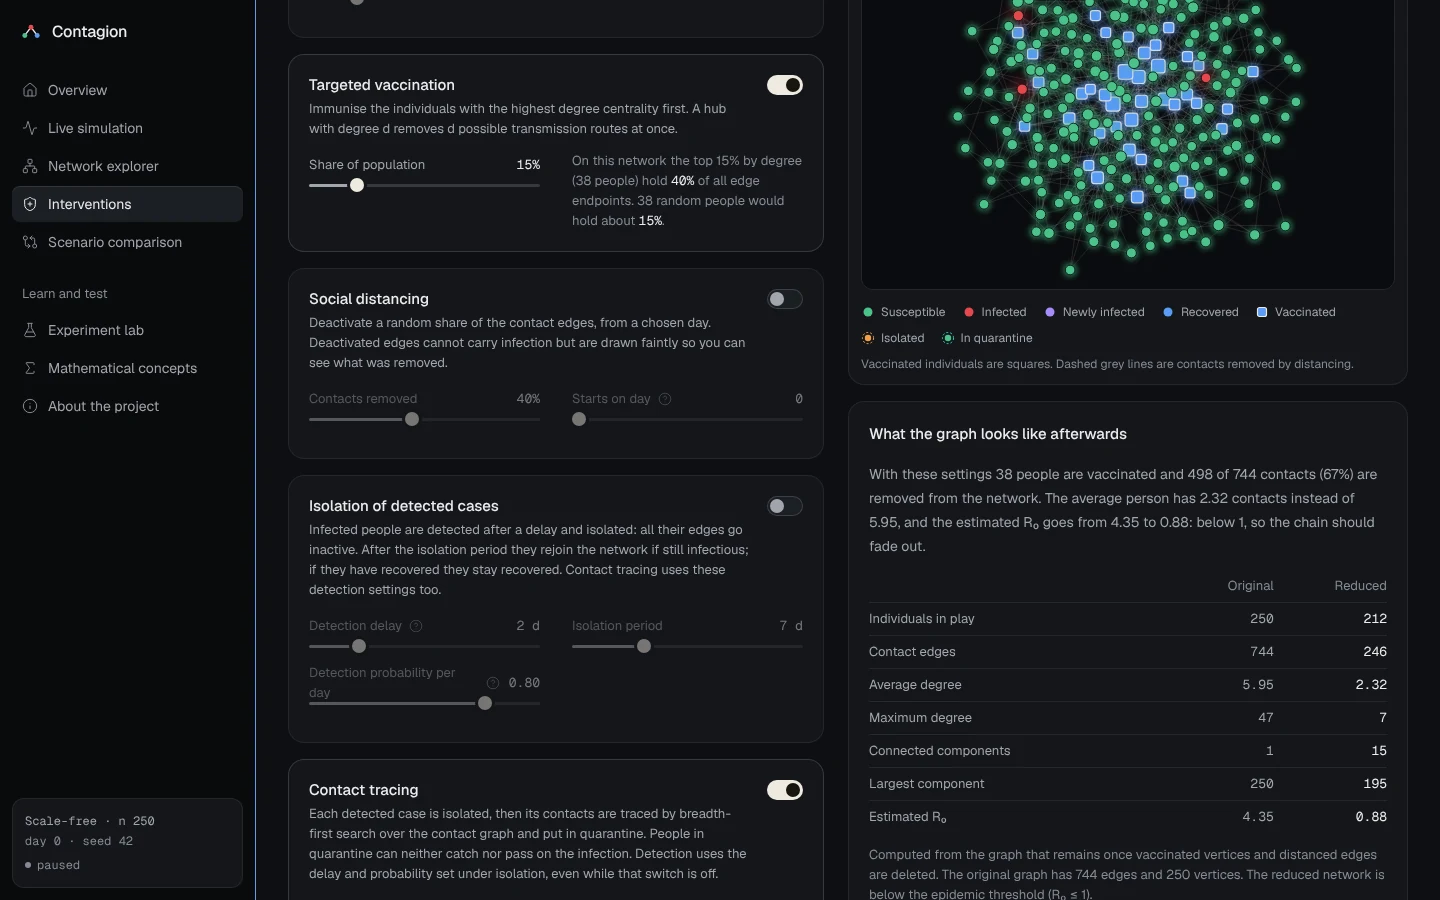 Contagion
Overview
Live simulation
Network explorer
Interventions
Scenario comparison
Learn and test
Experiment lab
Mathematical concepts
About the project
Scale-free · n 250
day 0 · seed 42
paused
Targeted vaccination
Immunise the individuals with the highest degree centrality first. A hub
with degree d removes d possible transmission routes at once.
Share of population 15%
On this network the top 15% by degree
(38 people) hold 40% of all edge
endpoints. 38 random people would
hold about 15%.
Social distancing
Deactivate a random share of the contact edges, from a chosen day.
Deactivated edges cannot carry infection but are drawn faintly so you can
see what was removed.
Contacts removed 40% Starts on day ? 0
Isolation of detected cases
Infected people are detected after a delay and isolated: all their edges go
inactive. After the isolation period they rejoin the network if still infectious;
if they have recovered they stay recovered. Contact tracing uses these
detection settings too.
Detection delay ? 2 d Isolation period 7 d
Detection probability per
day ? 0.80
Contact tracing
Each detected case is isolated, then its contacts are traced by breadth-
first search over the contact graph and put in quarantine. People in
quarantine can neither catch nor pass on the infection. Detection uses the
delay and probability set under isolation, even while that switch is off.
Susceptible Infected Newly infected Recovered Vaccinated
Isolated In quarantine
Vaccinated individuals are squares. Dashed grey lines are contacts removed by distancing.
What the graph looks like afterwards
With these settings 38 people are vaccinated and 498 of 744 contacts (67%) are
removed from the network. The average person has 2.32 contacts instead of
5.95, and the estimated R₀ goes from 4.35 to 0.88: below 1, so the chain should
fade out.
Original Reduced
Individuals in play 250 212
Contact edges 744 246
Average degree 5.95 2.32
Maximum degree 47 7
Connected components 1 15
Largest component 250 195
Estimated R₀ 4.35 0.88
Computed from the graph that remains once vaccinated vertices and distanced edges
are deleted. The original graph has 744 edges and 250 vertices. The reduced network is
below the epidemic threshold (R₀ ≤ 1).